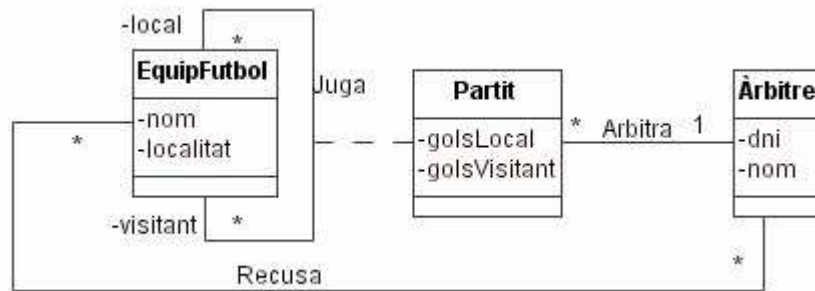 -local
*
EquipFutbol
-nom
-localitat
*
-visitant
*
Juga
Partit
-golsLocal
-golsVisitant
* Arbitra 1
Àrbitre
-dni
-nom
*
Recusa